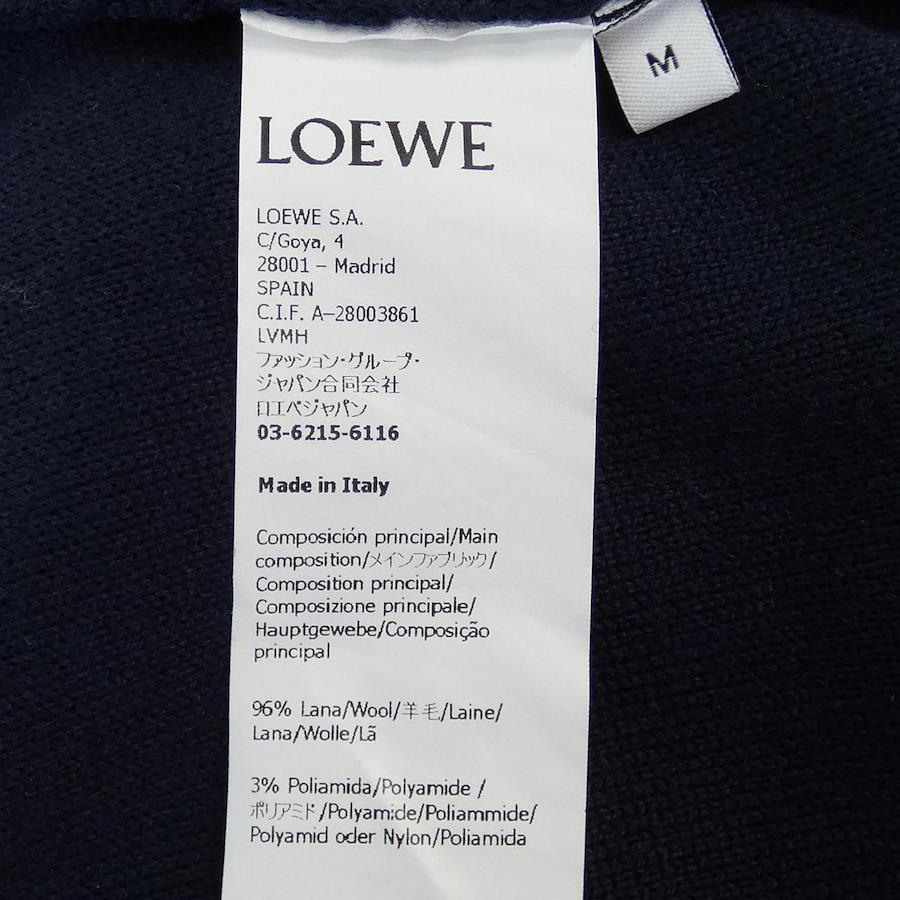 M
LOEWE
LOEWE S.A.
C/Goya, 4
28001 – Madrid
SPAIN
C.I.F. A–28003861
LVMH
ファッション・グループ・
ジャパン合同会社
ロエベジャパン
03-6215-6116
Made in Italy
Composición principal/Main
composition/メインファブリック/
Composition principal/
Composizione principale/
Hauptgewebe/Composição
principal
96% Lana/Wool/羊毛/Laine/
Lana/Wolle/Lã
3% Poliamida/Polyamide /
ポリアミド/Polyamide/Poliammide/
Polyamid oder Nylon/Poliamida